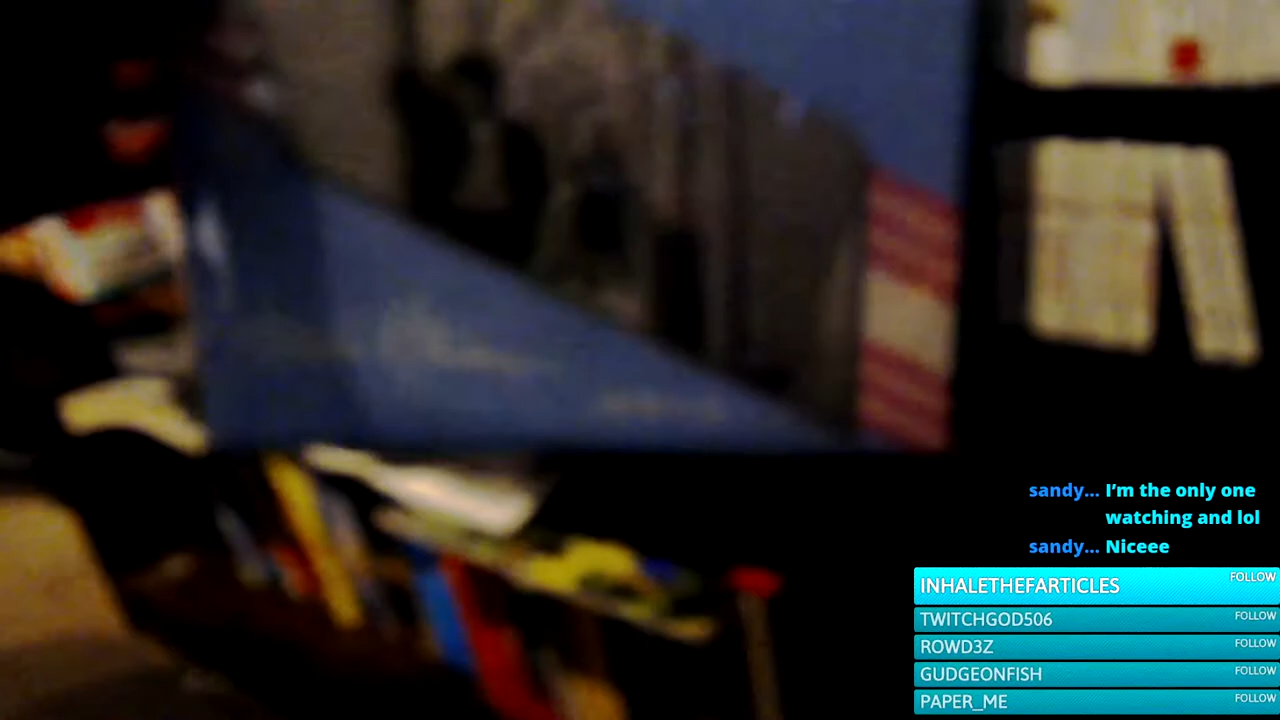 sandy... I'm the only one
watching and lol
sandy... Niceee
INHALETHEFARTICLES FOLLOW
TWITCHGOD506 FOLLOW
ROWD3Z FOLLOW
GUDGEONFISH FOLLOW
PAPER_ME FOLLOW